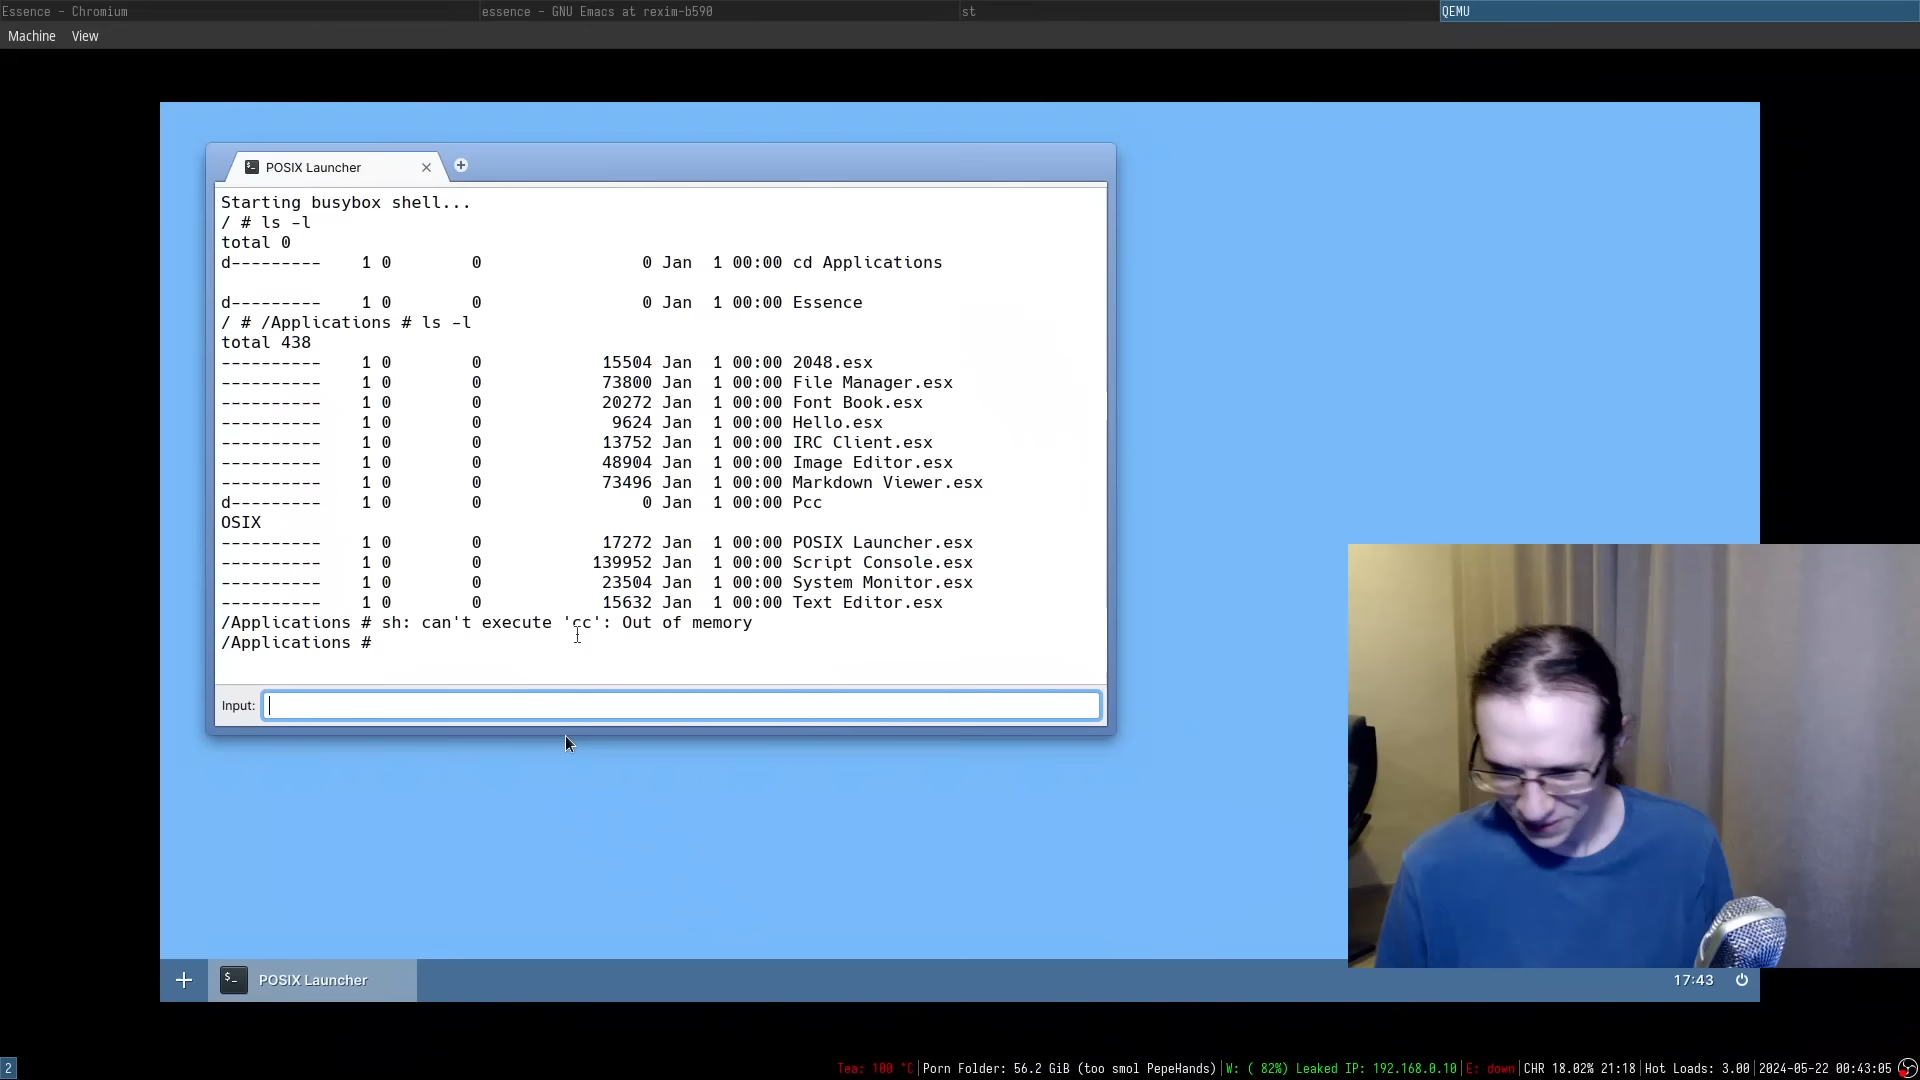 Essence - Chromium
essence - GNU Emacs at rexim-b590
st
QEMU
Machine View
POSIX Launcher
Starting busybox shell...
/ # ls -l
total 0
d--------- 1 0 0 0 Jan 1 00:00 cd Applications
d--------- 1 0 0 0 Jan 1 00:00 Essence
/ # /Applications # ls -l
total 438
---------- 1 0 0 15504 Jan 1 00:00 2048.esx
---------- 1 0 0 73800 Jan 1 00:00 File Manager.esx
---------- 1 0 0 20272 Jan 1 00:00 Font Book.esx
---------- 1 0 0 9624 Jan 1 00:00 Hello.esx
---------- 1 0 0 13752 Jan 1 00:00 IRC Client.esx
---------- 1 0 0 48904 Jan 1 00:00 Image Editor.esx
---------- 1 0 0 73496 Jan 1 00:00 Markdown Viewer.esx
d--------- 1 0 0 0 Jan 1 00:00 Pcc
OSIX
---------- 1 0 0 17272 Jan 1 00:00 POSIX Launcher.esx
---------- 1 0 0 139952 Jan 1 00:00 Script Console.esx
---------- 1 0 0 23504 Jan 1 00:00 System Monitor.esx
---------- 1 0 0 15632 Jan 1 00:00 Text Editor.esx
/Applications # sh: can't execute 'cc': Out of memory
/Applications #
Input:
POSIX Launcher
17:43
2
Tea: 100 °C|Porn Folder: 56.2 GiB (too smol PepeHands)|W: ( 82%) Leaked IP: 192.168.0.10|E: down|CHR 18.02% 21:18|Hot Loads: 3.00|2024-05-22 00:43:05